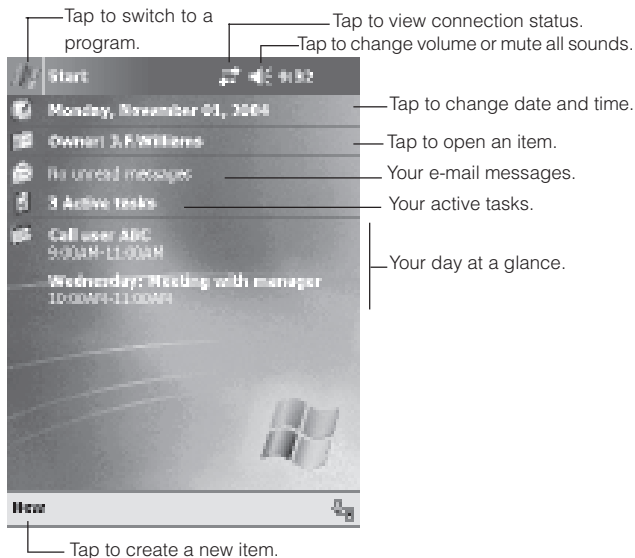 Tap to switch to a
program.
Tap to view connection status.
Tap to change volume or mute all sounds.
Start 9:32
Monday, November 01, 2004
Tap to change date and time.
Owner: J.F.Williams
Tap to open an item.
No unread messages
Your e-mail messages.
3 Active tasks
Your active tasks.
Call user ABC
9:00AM-11:00AM
Your day at a glance.
Wednesday: Meeting with manager
10:00AM-11:00AM
New
Tap to create a new item.